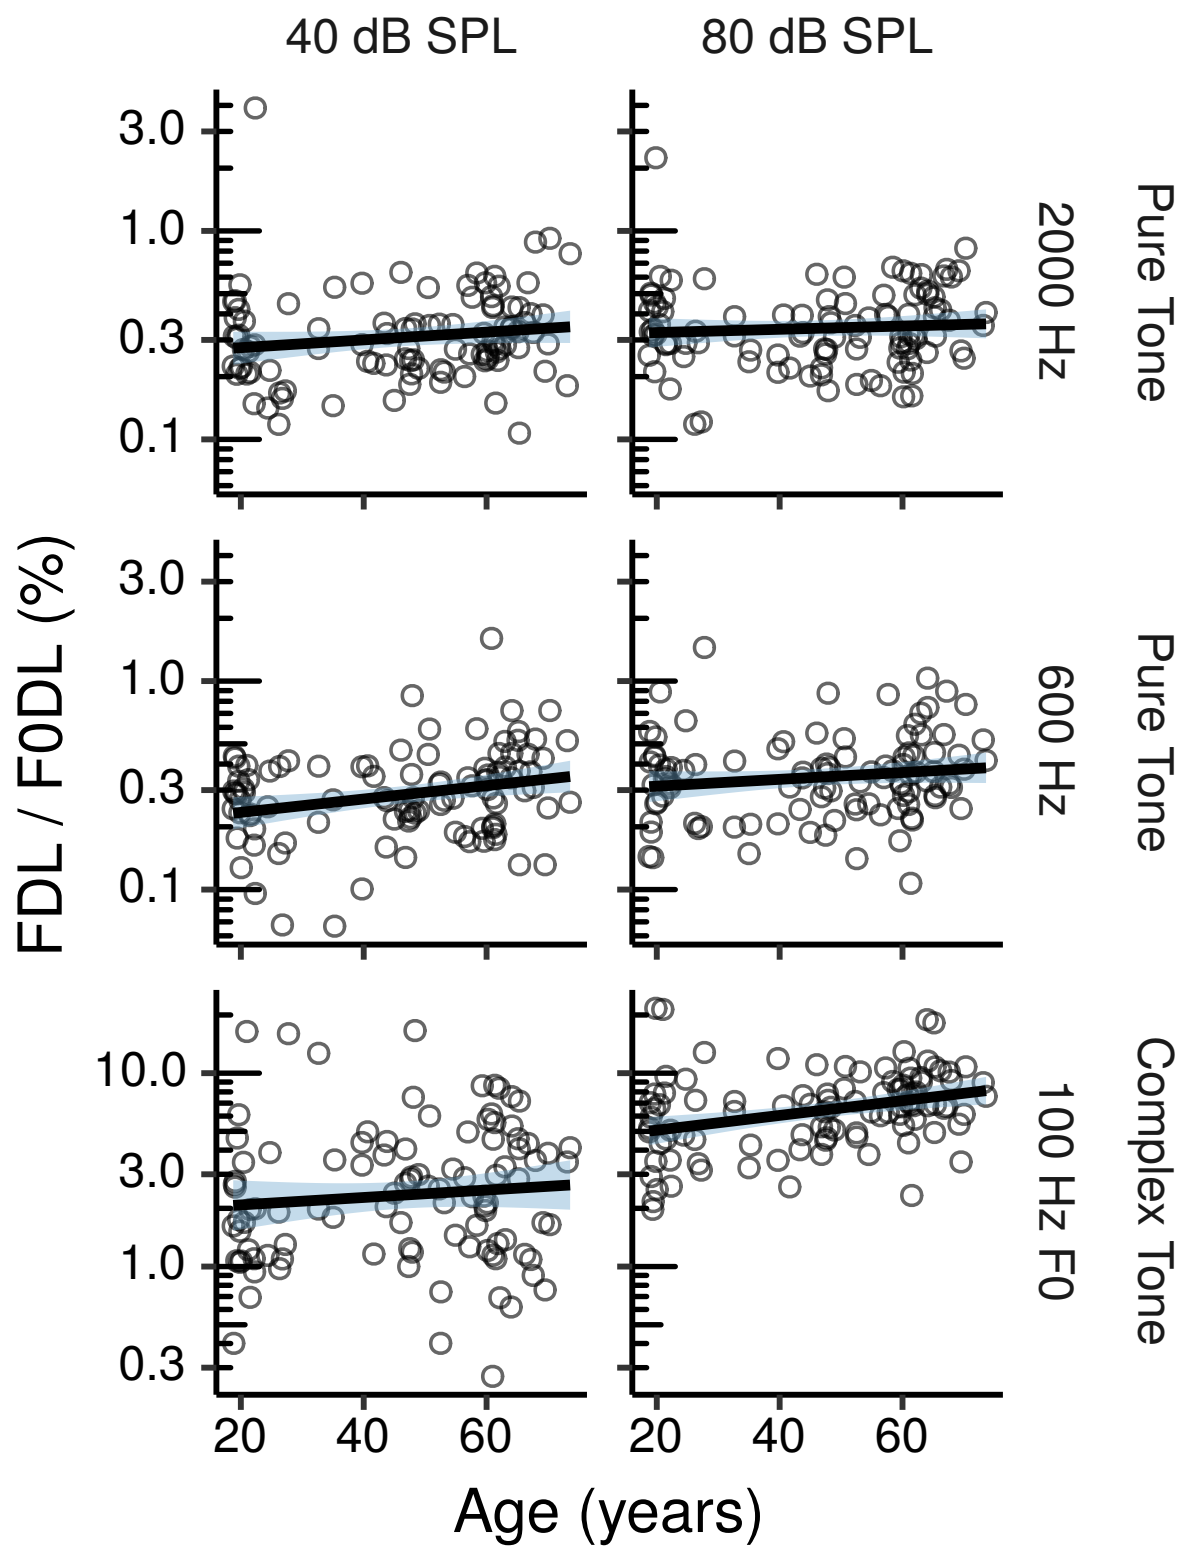 40 dB SPL
80 dB SPL
3.0
1.0
0.3
0.1
2000 Hz
Pure Tone
3.0
1.0
0.3
0.1
600 Hz
Pure Tone
10.0
3.0
1.0
0.3
100 Hz F0
Complex Tone
FDL / F0DL (%)
20 40 60
20 40 60
Age (years)